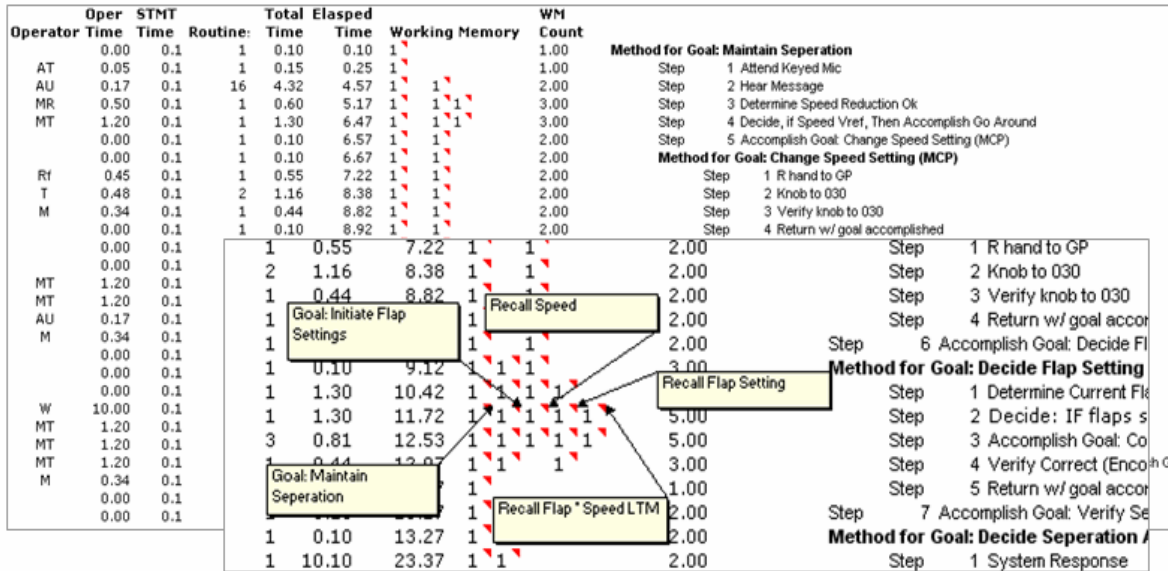 Oper STMT Total Elasped WM
Operator Time Time Routine: Time Time Working Memory Count
0.00 0.1 1 0.10 0.10 1 1.00 Method for Goal: Maintain Seperation
AT 0.05 0.1 1 0.15 0.25 1 1.00 Step 1 Attend Keyed Mic
AU 0.17 0.1 16 4.32 4.57 1 1 2.00 Step 2 Hear Message
MR 0.50 0.1 1 0.60 5.17 1 1 1 3.00 Step 3 Determine Speed Reduction Ok
MT 1.20 0.1 1 1.30 6.47 1 1 1 3.00 Step 4 Decide, if Speed Vref, Then Accomplish Go Around
0.00 0.1 1 0.10 6.57 1 1 2.00 Step 5 Accomplish Goal: Change Speed Setting (MCP)
0.00 0.1 1 0.10 6.67 1 1 2.00 Method for Goal: Change Speed Setting (MCP)
Rf 0.45 0.1 1 0.55 7.22 1 1 2.00 Step 1 R hand to GP
T 0.48 0.1 2 1.16 8.38 1 1 2.00 Step 2 Knob to 030
M 0.34 0.1 1 0.44 8.82 1 1 2.00 Step 3 Verify knob to 030
0.00 0.1 1 0.10 8.92 1 1 2.00 Step 4 Return w/ goal accomplished
0.00 0.1
0.00 0.1
MT 1.20 0.1
MT 1.20 0.1
AU 0.17 0.1
M 0.34 0.1
0.00 0.1
0.00 0.1
0.00 0.1
W 10.00 0.1
MT 1.20 0.1
MT 1.20 0.1
MT 1.20 0.1
M 0.34 0.1
0.00 0.1
0.00 0.1
1 0.55 7.22 1 1 2.00 Step 1 R hand to GP
2 1.16 8.38 1 1 2.00 Step 2 Knob to 030
1 0.44 8.82 1 2.00 Step 3 Verify knob to 030
1 2.00 Step 4 Return w/ goal accor
1 1 1 2.00 Step 6 Accomplish Goal: Decide Fl
1 0.10 9.12 1 1 1 3.00 Method for Goal: Decide Flap Setting
1 1.30 10.42 1 1 1 1 Step 1 Determine Current Fla
1 1.30 11.72 1 1 1 1 1 5.00 Step 2 Decide: IF flaps s
3 0.81 12.53 1 1 1 1 1 5.00 Step 3 Accomplish Goal: Co
1 1 1 1 3.00 Step 4 Verify Correct (Enco
1 1.00 Step 5 Return w/ goal accor
1 2.00 Step 7 Accomplish Goal: Verify Se
1 0.10 13.27 1 1 2.00 Method for Goal: Decide Seperation A
1 10.10 23.37 1 1 2.00 Step 1 System Response
Goal: Initiate Flap
Settings
Recall Speed
Recall Flap Setting
Goal: Maintain
Seperation
Recall Flap * Speed LTM